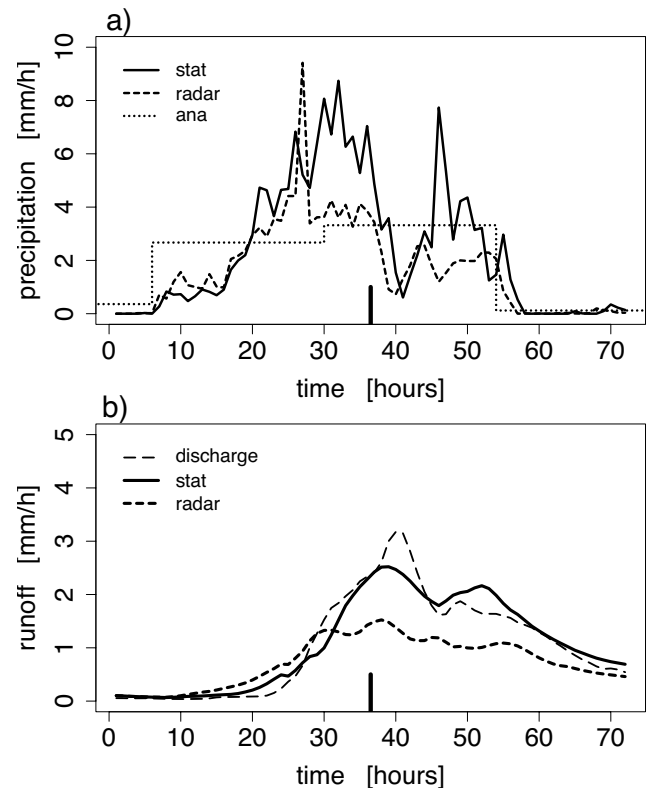 a)
precipitation [mm/h]
0 2 4 6 8 10
stat
radar
ana
0 10 20 30 40 50 60 70
time [hours]
b)
runoff [mm/h]
0 1 2 3 4 5
discharge
stat
radar
0 10 20 30 40 50 60 70
time [hours]